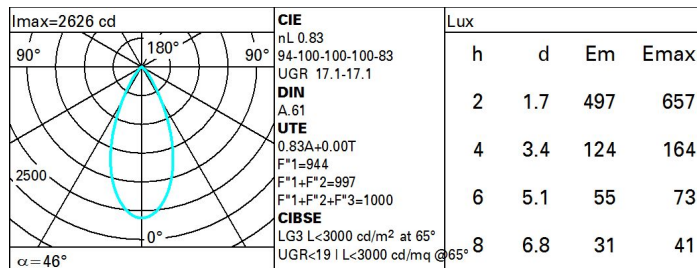 Imax=2626 cd
90°
180°
90°
2500
0°
α=46°
CIE
nL 0.83
94-100-100-100-83
UGR 17.1-17.1
DIN
A.61
UTE
0.83A+0.00T
F"1=944
F"1+F"2=997
F"1+F"2+F"3=1000
CIBSE
LG3 L<3000 cd/m² at 65°
UGR<19 | L<3000 cd/mq @65°
Lux
h d Em Emax
2 1.7 497 657
4 3.4 124 164
6 5.1 55 73
8 6.8 31 41